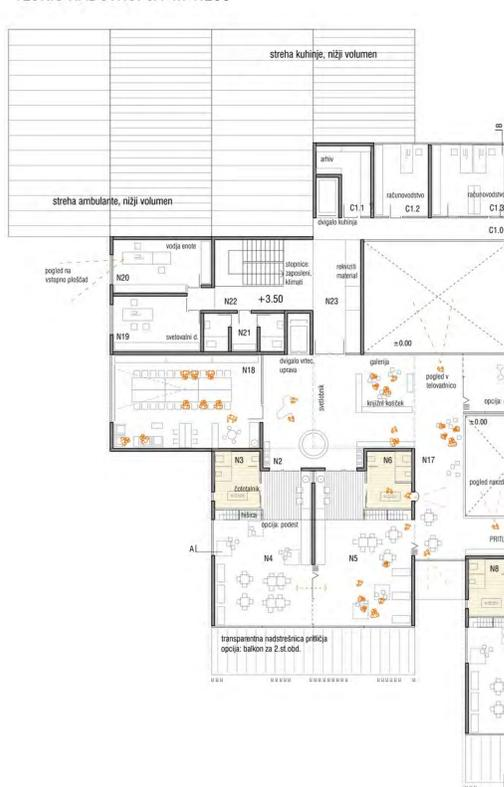 streha kuhinje, nižji volumen
B
arhiv
računovodstvo
računovodstvo
C1.1
C1.2
C1.3
C1.0
streha ambulante, nižji volumen
dvigalo kuhinja
vodja enote
pogled na
vstopno ploščad
N20
stopnice:
zaposleni,
klimati
rekviziti
material
N22
+3.50
N23
N19
svetovalni d.
N21
±0.00
N18
dvigalo vrtec,
uprava
galerija
pogled v
telovadnico
svetlobnik
knjižni kotiček
opcija:
±0.00
N3
N2
N6
N17
čofotalnik
pogled navzd
hišica
opcija: podest
PRITL
A
N4
N5
N8
transparentna nadstrešnica pritličja
opcija: balkon za 2.st.obd.